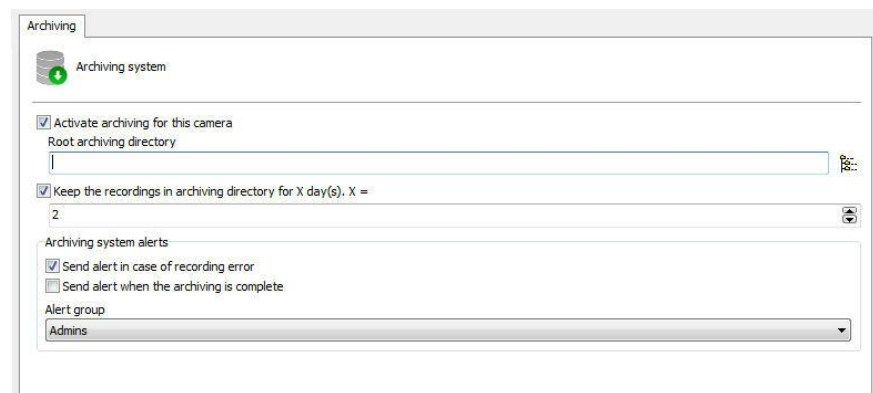 Archiving
Archiving system
Activate archiving for this camera
Root archiving directory
Keep the recordings in archiving directory for X day(s). X =
2
Archiving system alerts
Send alert in case of recording error
Send alert when the archiving is complete
Alert group
Admins